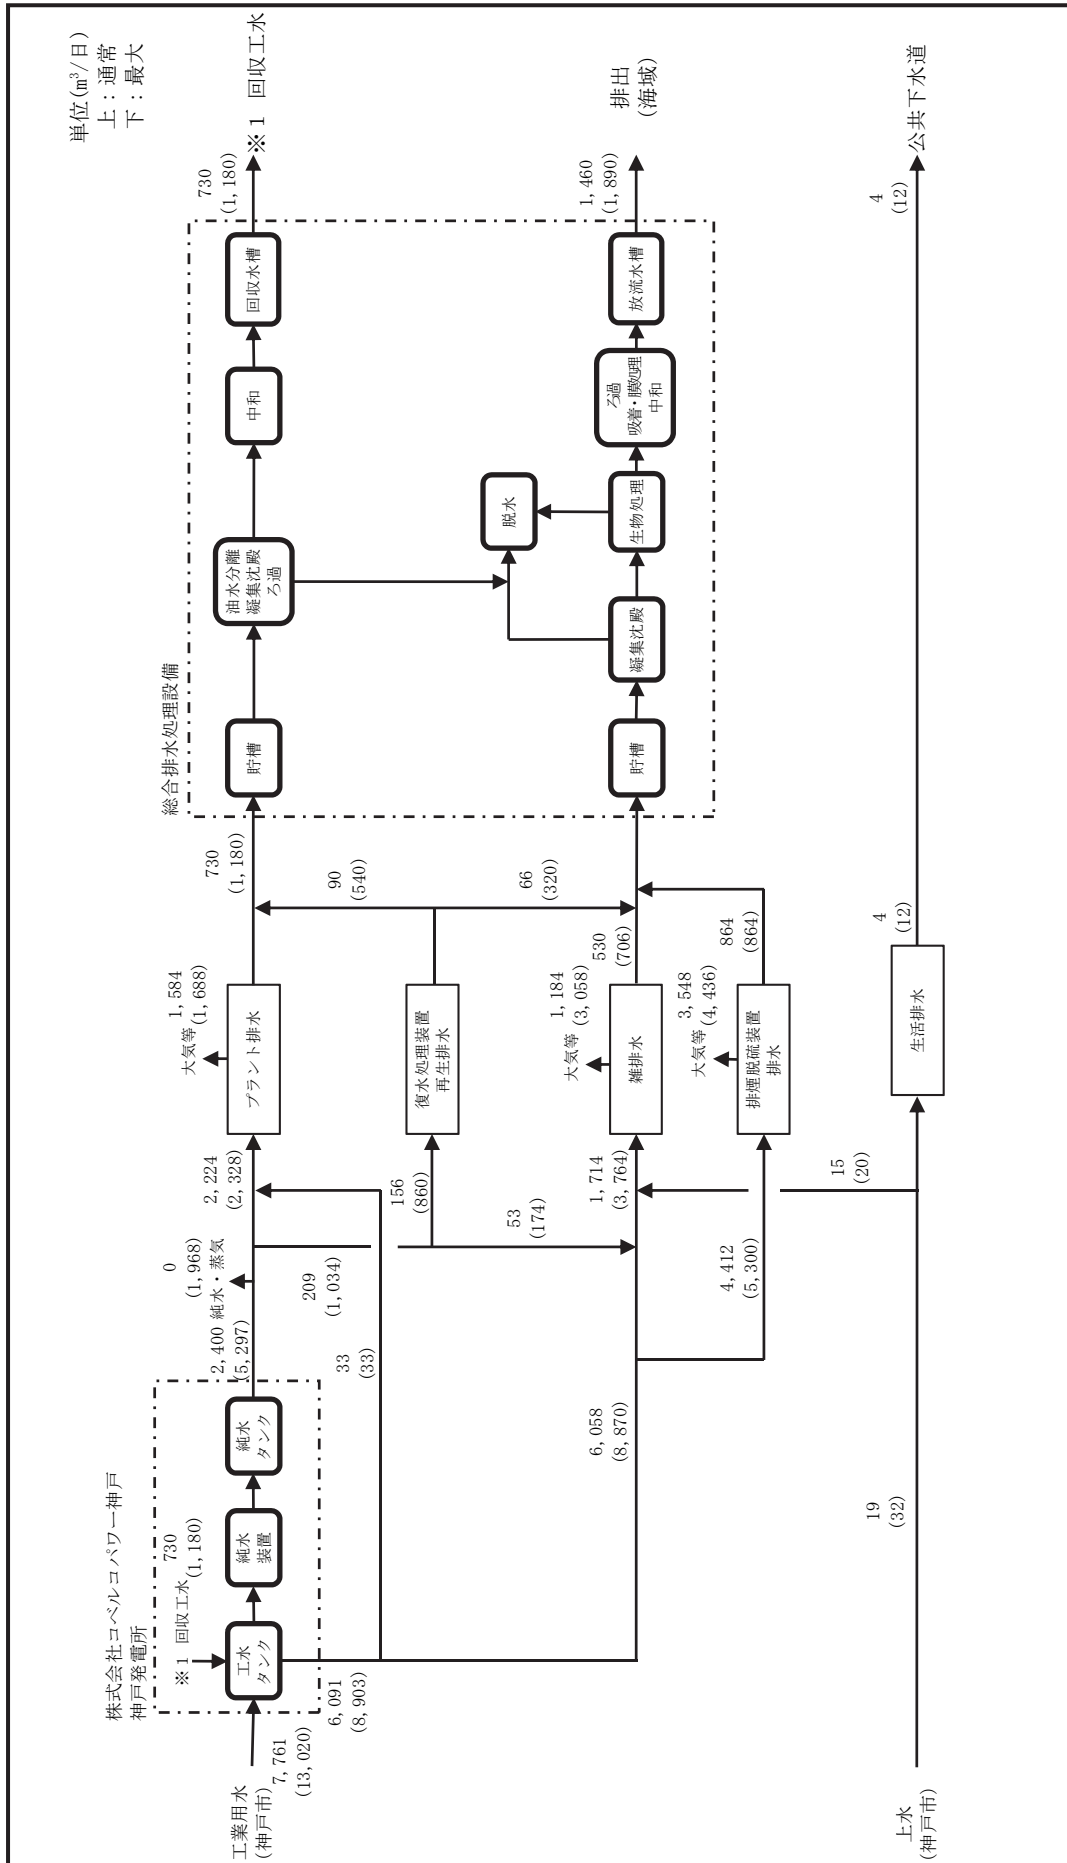 単位(m³/日)
上：通常
下：最大
株式会社コベルコパワー神戸
神戸発電所
※1 回収工水
730
(1,180)
工業用水
(神戸市)
7,761
(13,020)
工水
タンク
純水
装置
純水
タンク
2,400
(5,297)
純水・蒸気
0
(1,968)
6,091
(8,903)
33
(33)
209
(1,034)
2,224
(2,328)
プラント排水
大気等
1,584
(1,688)
730
(1,180)
総合排水処理設備
貯槽
油水分離
凝集沈殿
ろ過
中和
回収水槽
730
(1,180)
※1 回収工水
156
(860)
復水処理装置
再生排水
90
(540)
66
(320)
53
(174)
脱水
6,058
(8,870)
1,714
(3,764)
雑排水
大気等
1,184
(3,058)
530
(706)
貯槽
凝集沈殿
生物処理
ろ過
吸着・膜処理
中和
放流水槽
1,460
(1,890)
排出
(海域)
4,412
(5,300)
排煙脱硫装置
排水
大気等
3,548
(4,436)
864
(864)
上水
(神戸市)
19
(32)
15
(20)
生活排水
4
(12)
4
(12)
公共下水道